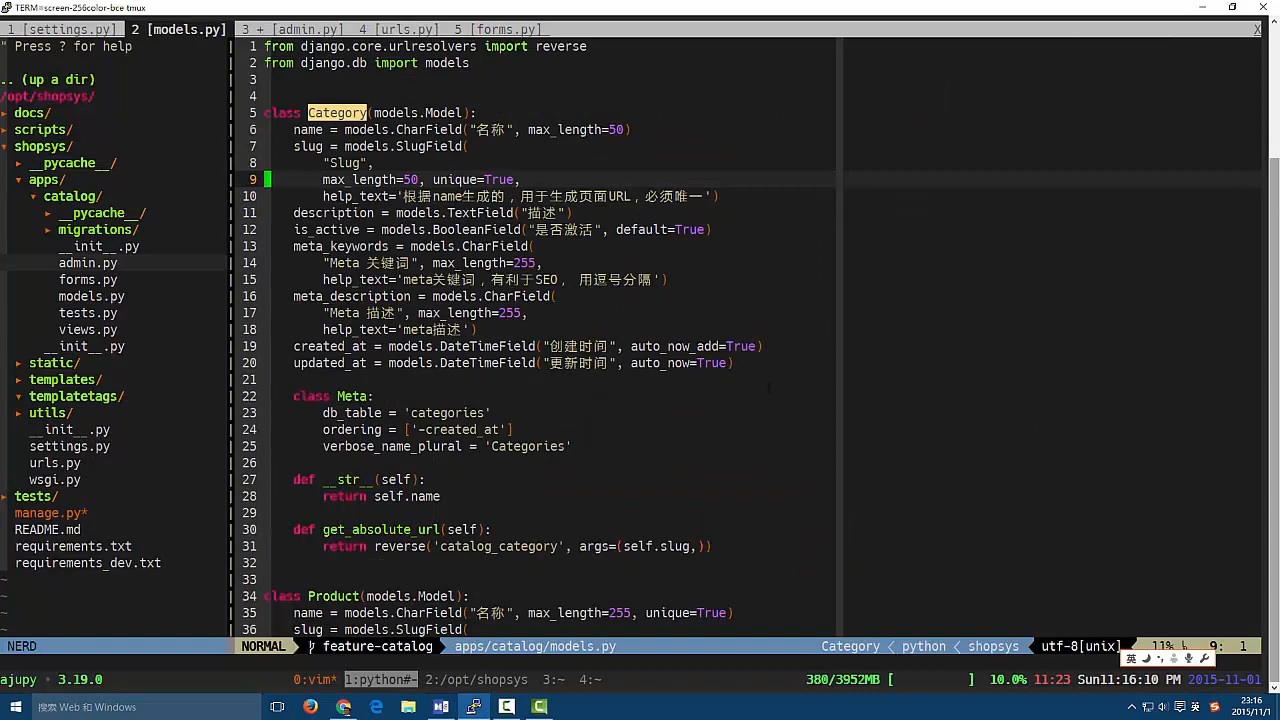 TERM=screen-256color-bce tmux
1 [settings.py] 2 [models.py] 3 + [admin.py] 4 [urls.py] 5 [forms.py] X
" Press ? for help
.. (up a dir)
/opt/shopsys/
▸ docs/
▸ scripts/
▾ shopsys/
▸ __pycache__/
▾ apps/
▾ catalog/
▸ __pycache__/
▸ migrations/
__init__.py
admin.py
forms.py
models.py
tests.py
views.py
__init__.py
▸ static/
▸ templates/
▾ templatetags/
▸ utils/
__init__.py
settings.py
urls.py
wsgi.py
▸ tests/
manage.py*
README.md
requirements.txt
requirements_dev.txt
~
~
~
~
1 from django.core.urlresolvers import reverse
2 from django.db import models
3
4
5 class Category(models.Model):
6 name = models.CharField("名称", max_length=50)
7 slug = models.SlugField(
8 "Slug",
9 max_length=50, unique=True,
10 help_text='根据name生成的，用于生成页面URL，必须唯一')
11 description = models.TextField("描述")
12 is_active = models.BooleanField("是否激活", default=True)
13 meta_keywords = models.CharField(
14 "Meta 关键词", max_length=255,
15 help_text='meta关键词，有利于SEO， 用逗号分隔')
16 meta_description = models.CharField(
17 "Meta 描述", max_length=255,
18 help_text='meta描述')
19 created_at = models.DateTimeField("创建时间", auto_now_add=True)
20 updated_at = models.DateTimeField("更新时间", auto_now=True)
21
22 class Meta:
23 db_table = 'categories'
24 ordering = ['-created_at']
25 verbose_name_plural = 'Categories'
26
27 def __str__(self):
28 return self.name
29
30 def get_absolute_url(self):
31 return reverse('catalog_category', args=(self.slug,))
32
33
34 class Product(models.Model):
35 name = models.CharField("名称", max_length=255, unique=True)
36 slug = models.SlugField(
NERD NORMAL feature-catalog apps/catalog/models.py Category < python < shopsys utf-8[unix] 11% 9: 1
英
ajupy · 3.19.0 0:vim* 1:python#- 2:/opt/shopsys 3:~ 4:~ 380/3952MB [ ] 10.0% 11:23 Sun11:16:10 PM 2015-11-01
搜索 Web 和 Windows 英 23:16
2015/11/1